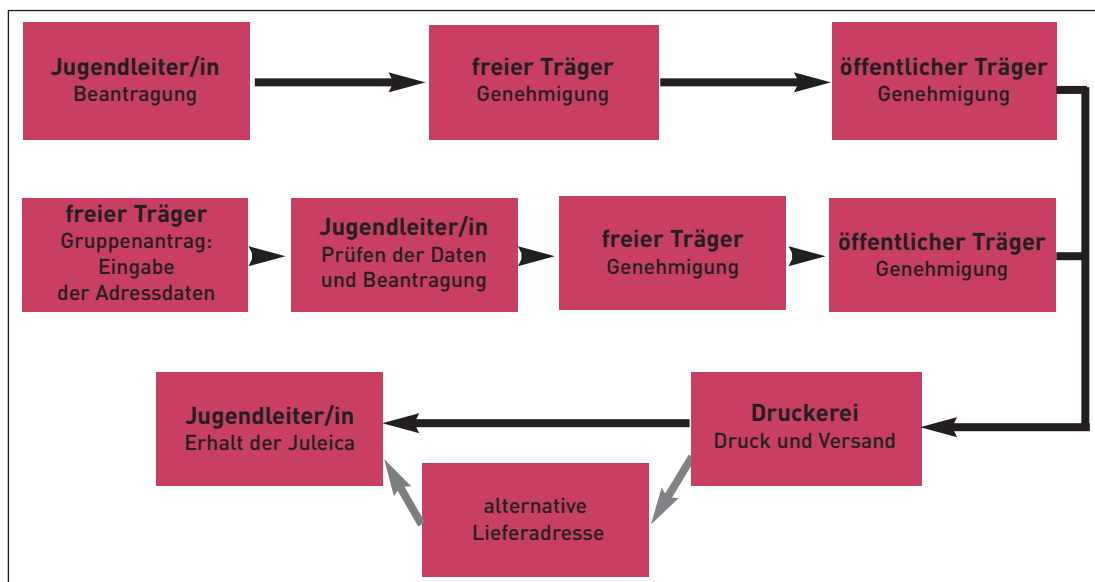 Jugendleiter/in
Beantragung
freier Träger
Genehmigung
öffentlicher Träger
Genehmigung
freier Träger
Gruppenantrag:
Eingabe
der Adressdaten
Jugendleiter/in
Prüfen der Daten
und Beantragung
freier Träger
Genehmigung
öffentlicher Träger
Genehmigung
Jugendleiter/in
Erhalt der Juleica
Druckerei
Druck und Versand
alternative
Lieferadresse